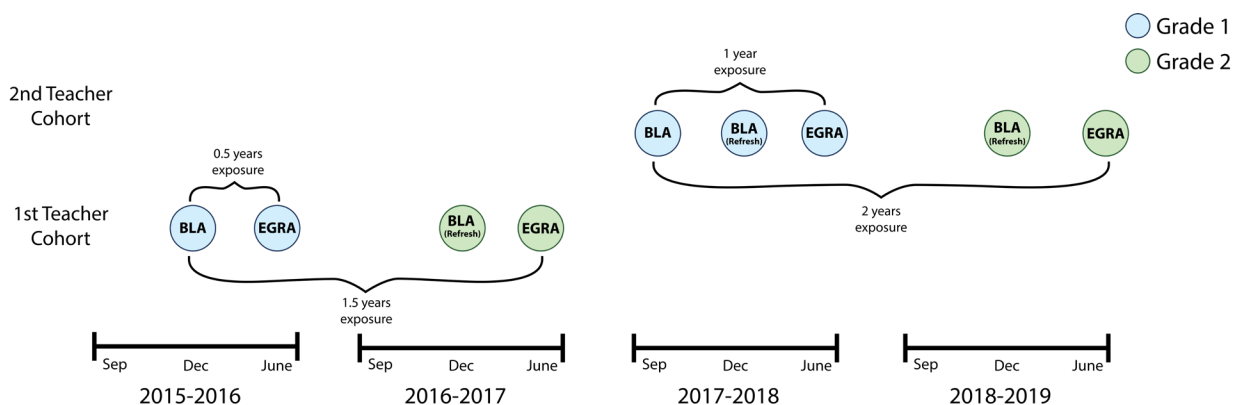 Grade 1
Grade 2
1 year
exposure
2nd Teacher
Cohort
BLA
BLA
(Refresh)
EGRA
BLA
(Refresh)
EGRA
2 years
exposure
0.5 years
exposure
1st Teacher
Cohort
BLA
EGRA
BLA
(Refresh)
EGRA
1.5 years
exposure
Sep Dec June
Sep Dec June
Sep Dec June
Sep Dec June
2015-2016
2016-2017
2017-2018
2018-2019